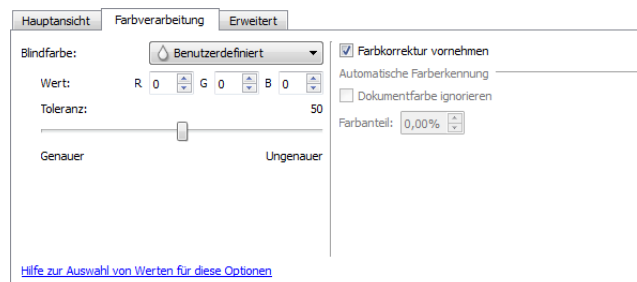 Hauptansicht Farbverarbeitung Erweitert
Blindfarbe: Benutzerdefiniert
Wert: R 0 G 0 B 0
Toleranz: 50
Genauer Ungenauer
Hilfe zur Auswahl von Werten für diese Optionen
Farbkorrektur vornehmen
Automatische Farberkennung
Dokumentfarbe ignorieren
Farbanteil: 0,00%